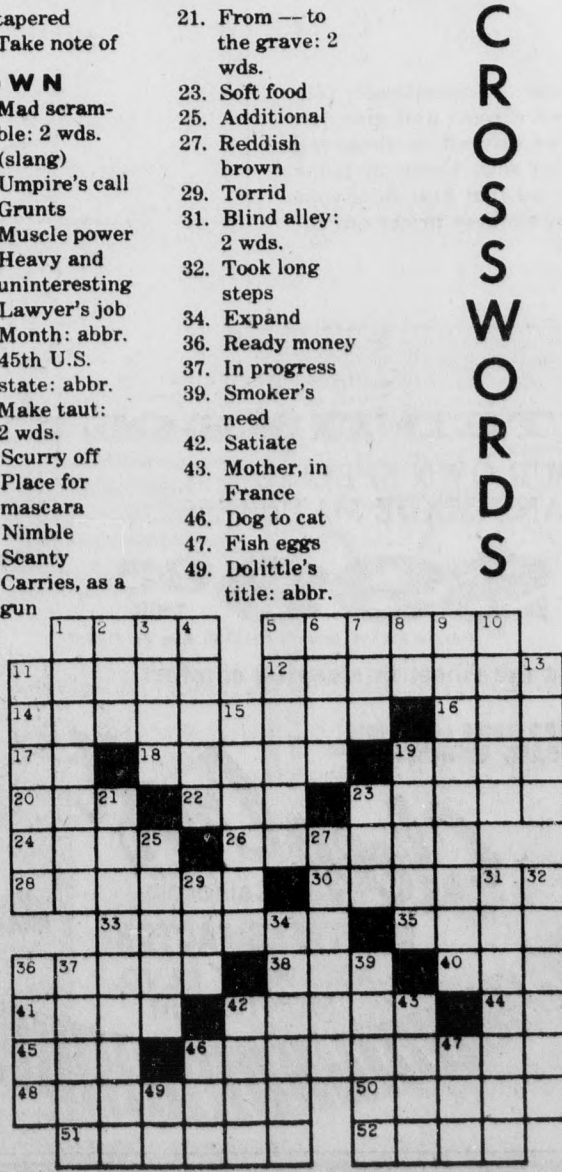 tapered
Take note of
WN
Mad scram-
ble: 2 wds.
(slang)
Umpire's call
Grunts
Muscle power
Heavy and
uninteresting
Lawyer's job
Month: abbr.
45th U.S.
state: abbr.
Make taut:
2 wds.
Scurry off
Place for
mascara
Nimble
Scanty
Carries, as a
gun
21. From — to
the grave: 2
wds.
23. Soft food
25. Additional
27. Reddish
brown
29. Torrid
31. Blind alley:
2 wds.
32. Took long
steps
34. Expand
36. Ready money
37. In progress
39. Smoker's
need
42. Satiate
43. Mother, in
France
46. Dog to cat
47. Fish eggs
49. Dolittle's
title: abbr.
CROSSWORDS
1 2 3 4 5 6 7 8 9 10
11 12 13
14 15 16
17 18 19
20 21 22 23
24 25 26 27
28 29 30 31 32
33 34 35
36 37 38 39 40
41 42 43 44
45 46 47
48 49 50
51 52